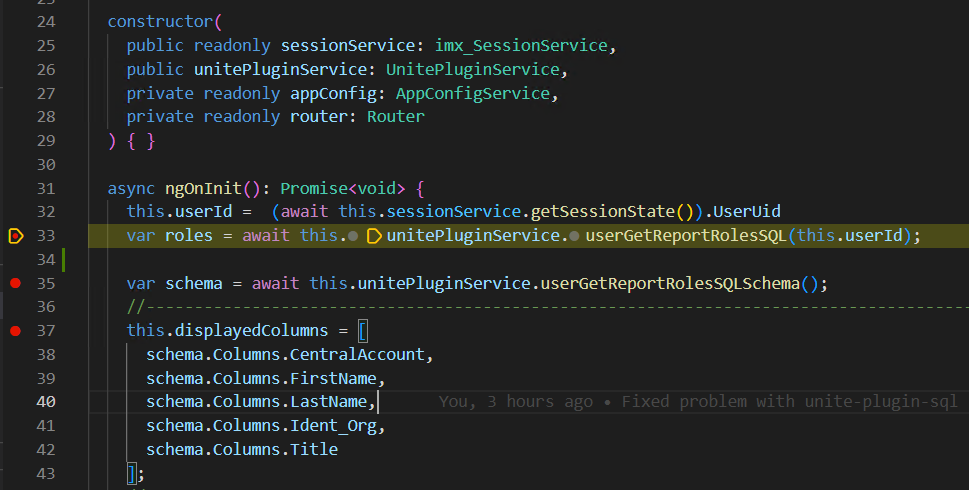 24 constructor(
25 public readonly sessionService: imx_SessionService,
26 public unitePluginService: UnitePluginService,
27 private readonly appConfig: AppConfigService,
28 private readonly router: Router
29 ) { }
30
31 async ngOnInit(): Promise<void> {
32 this.userId =  (await this.sessionService.getSessionState()).UserUid
33 var roles = await this.unitePluginService.userGetReportRolesSQL(this.userId);
34
35 var schema = await this.unitePluginService.userGetReportRolesSQLSchema();
36 //--------------------------------------------------------------------------------------
37 this.displayedColumns = [
38 schema.Columns.CentralAccount,
39 schema.Columns.FirstName,
40 schema.Columns.LastName, You, 3 hours ago • Fixed problem with unite-plugin-sql
41 schema.Columns.Ident_Org,
42 schema.Columns.Title
43 ];